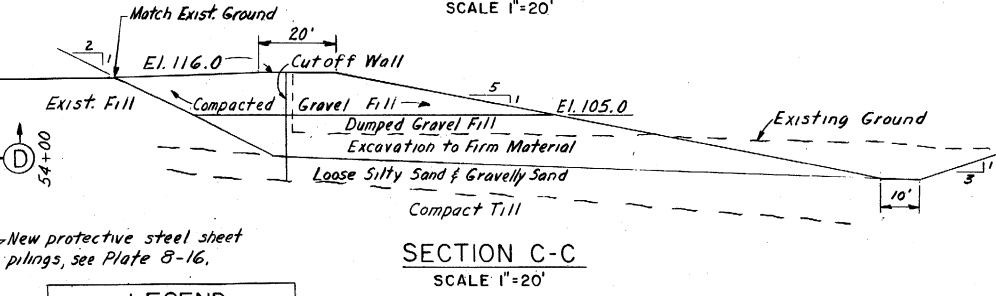 SCALE 1"=20'
Match Exist. Ground
2
1
20'
El. 116.0
Cutoff Wall
5
1
Exist. Fill
Compacted Gravel Fill
El. 105.0
Dumped Gravel Fill
Existing Ground
Excavation to Firm Material
D
54+00
Loose Silty Sand & Gravelly Sand
3
1
10'
Compact Till
New protective steel sheet
pilings, see Plate 8-16.
SECTION C-C
SCALE 1"=20'
LEGEND